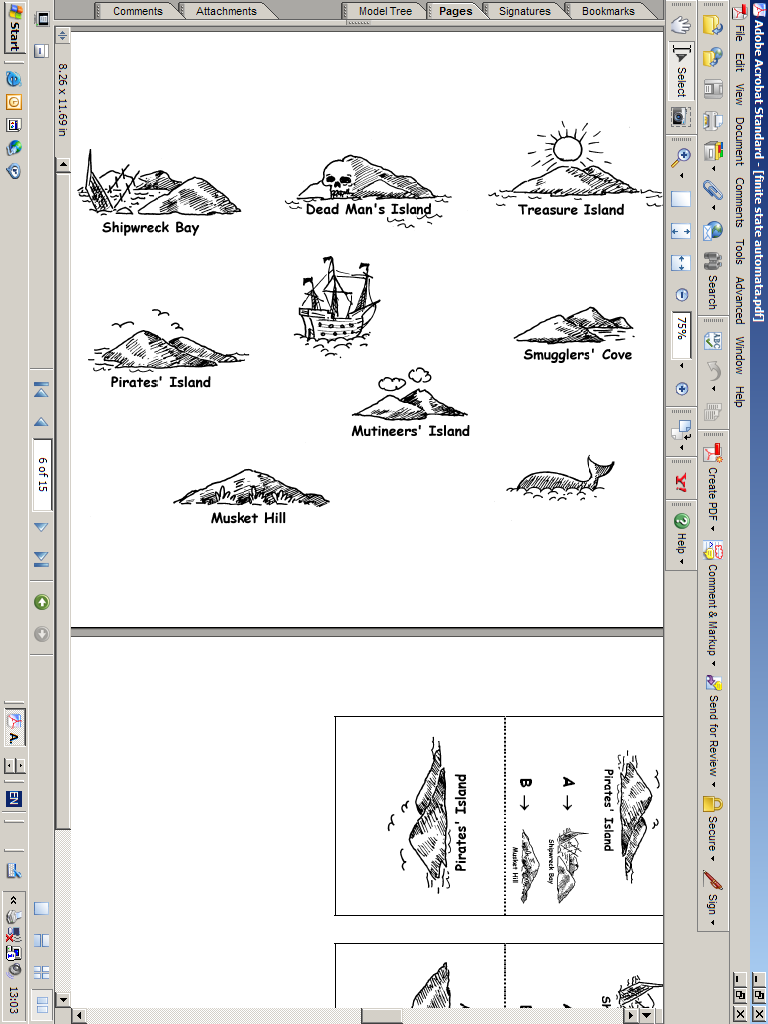 Adobe Acrobat Standard - [finite state automata.pdf]
File Edit View Document Comments Tools Advanced Window Help
Search
Create PDF
Comment & Markup
Send for Review
Secure
Sign
Select
75%
Y!
Help
Bookmarks
Signatures
Pages
Model Tree
Attachments
Comments
Treasure Island
Dead Man's Island
Shipwreck Bay
Smugglers' Cove
Pirates' Island
Mutineers' Island
Musket Hill
Pirates' Island
A →
Shipwreck Bay
B →
Musket Hill
Pirates' Island
8.26 x 11.69 in
6 of 15
Start
A.
EN
«
13:03